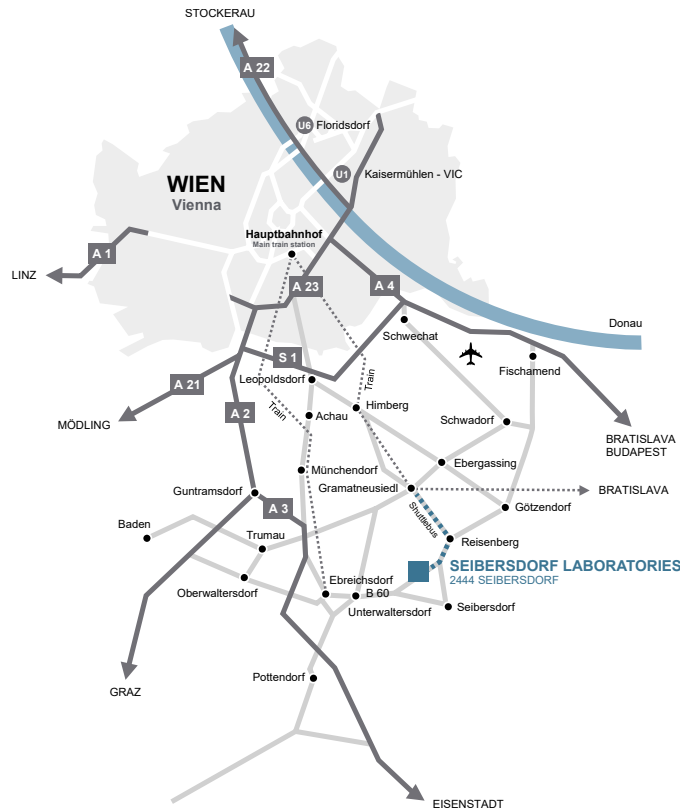 STOCKERAU
A 22
U6 Floridsdorf
U1
Kaisermühlen - VIC
WIEN
Vienna
Hauptbahnhof
Main train station
A 1
LINZ
A 23
A 4
Donau
Schwechat
S 1
Fischamend
Train
Leopoldsdorf
A 21
Himberg
Train
A 2
Achau
Schwadorf
MÖDLING
BRATISLAVA
BUDAPEST
Münchendorf
Ebergassing
Gramatneusiedl
BRATISLAVA
Guntramsdorf
A 3
Götzendorf
Shuttlebus
Baden
Trumau
Reisenberg
SEIBERSDORF LABORATORIES
2444 SEIBERSDORF
Oberwaltersdorf
Ebreichsdorf
B 60
Unterwaltersdorf
Seibersdorf
Pottendorf
GRAZ
EISENSTADT